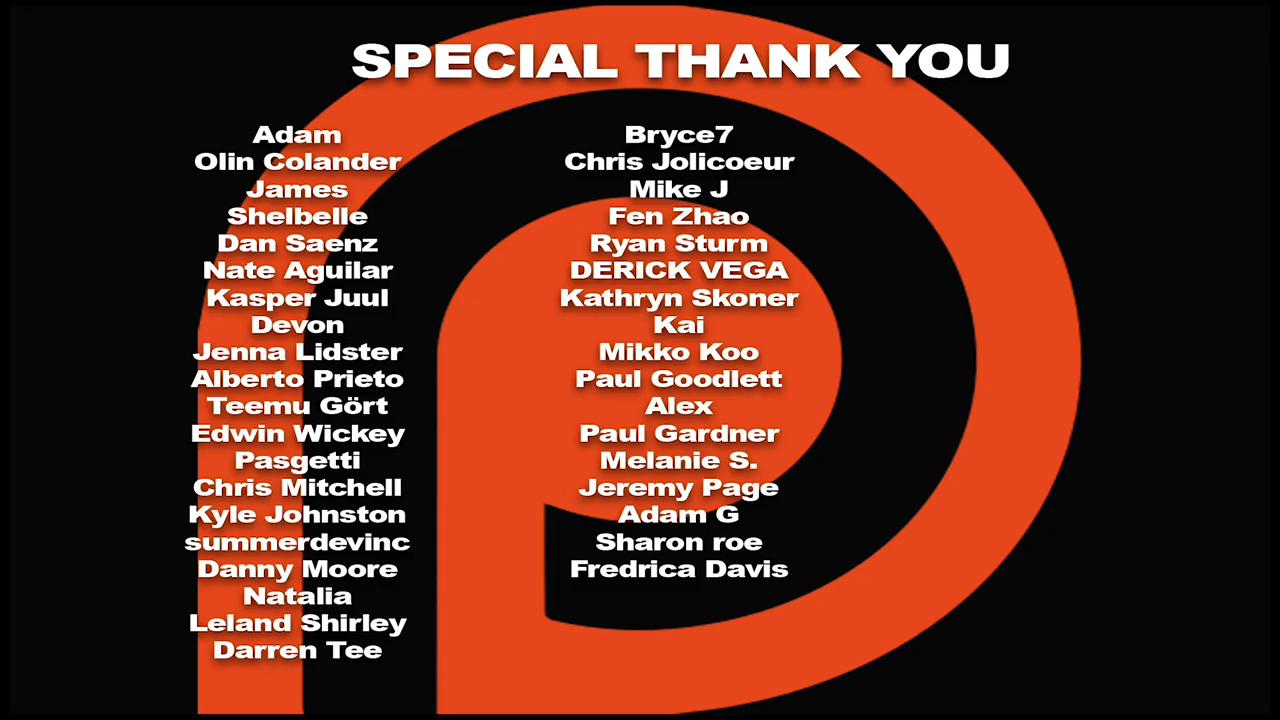 SPECIAL THANK YOU
Adam
Olin Colander
James
Shelbelle
Dan Saenz
Nate Aguilar
Kasper Juul
Devon
Jenna Lidster
Alberto Prieto
Teemu Gört
Edwin Wickey
Pasgetti
Chris Mitchell
Kyle Johnston
summerdevinc
Danny Moore
Natalia
Leland Shirley
Darren Tee
Bryce7
Chris Jolicoeur
Mike J
Fen Zhao
Ryan Sturm
DERICK VEGA
Kathryn Skoner
Kai
Mikko Koo
Paul Goodlett
Alex
Paul Gardner
Melanie S.
Jeremy Page
Adam G
Sharon roe
Fredrica Davis